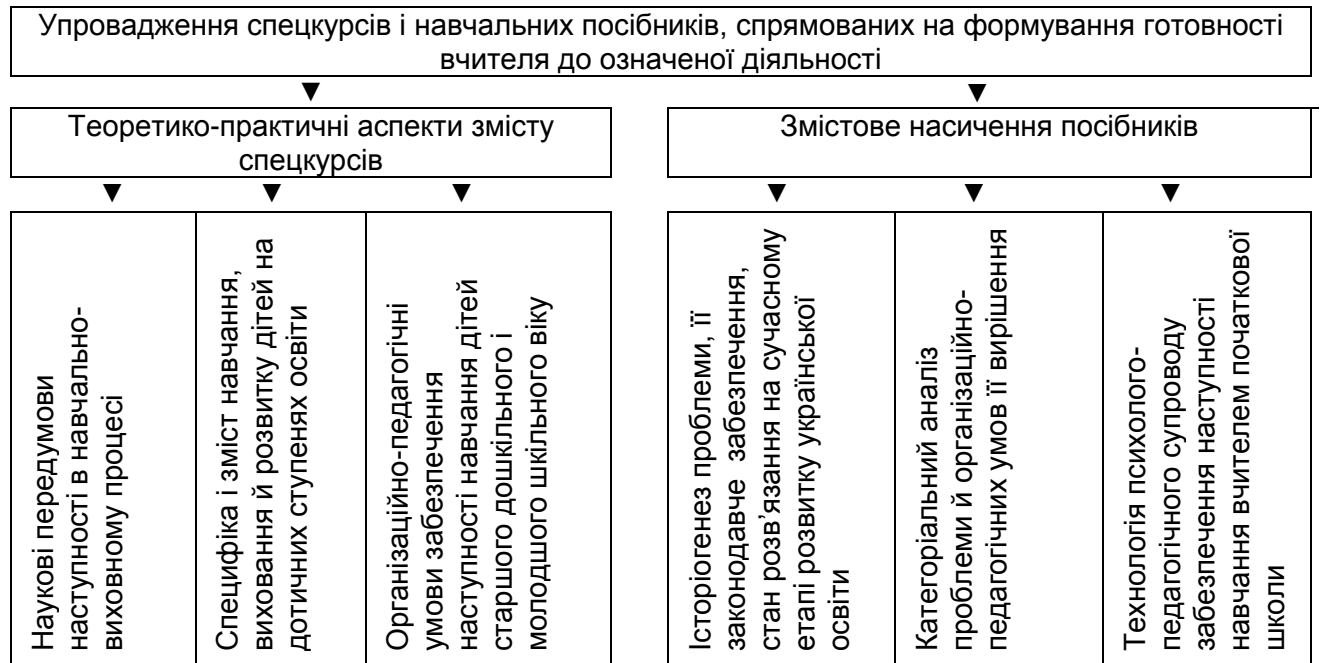 Упровадження спецкурсів і навчальних посібників, спрямованих на формування готовності
вчителя до означеної діяльності
Теоретико-практичні аспекти змісту
спецкурсів
Змістове насичення посібників
Наукові передумови
наступності в навчально-
виховному процесі
Специфіка і зміст навчання,
виховання й розвитку дітей на
дотичних ступенях освіти
Організаційно-педагогічні
умови забезпечення
наступності навчання дітей
старшого дошкільного і
молодшого шкільного віку
Історіогенез проблеми, її
законодавче забезпечення,
стан розв’язання на сучасному
етапі розвитку української
освіти
Категоріальний аналіз
проблеми й організаційно-
педагогічних умов її вирішення
Технологія психолого-
педагогічного супроводу
забезпечення наступності
навчання вчителем початкової
школи